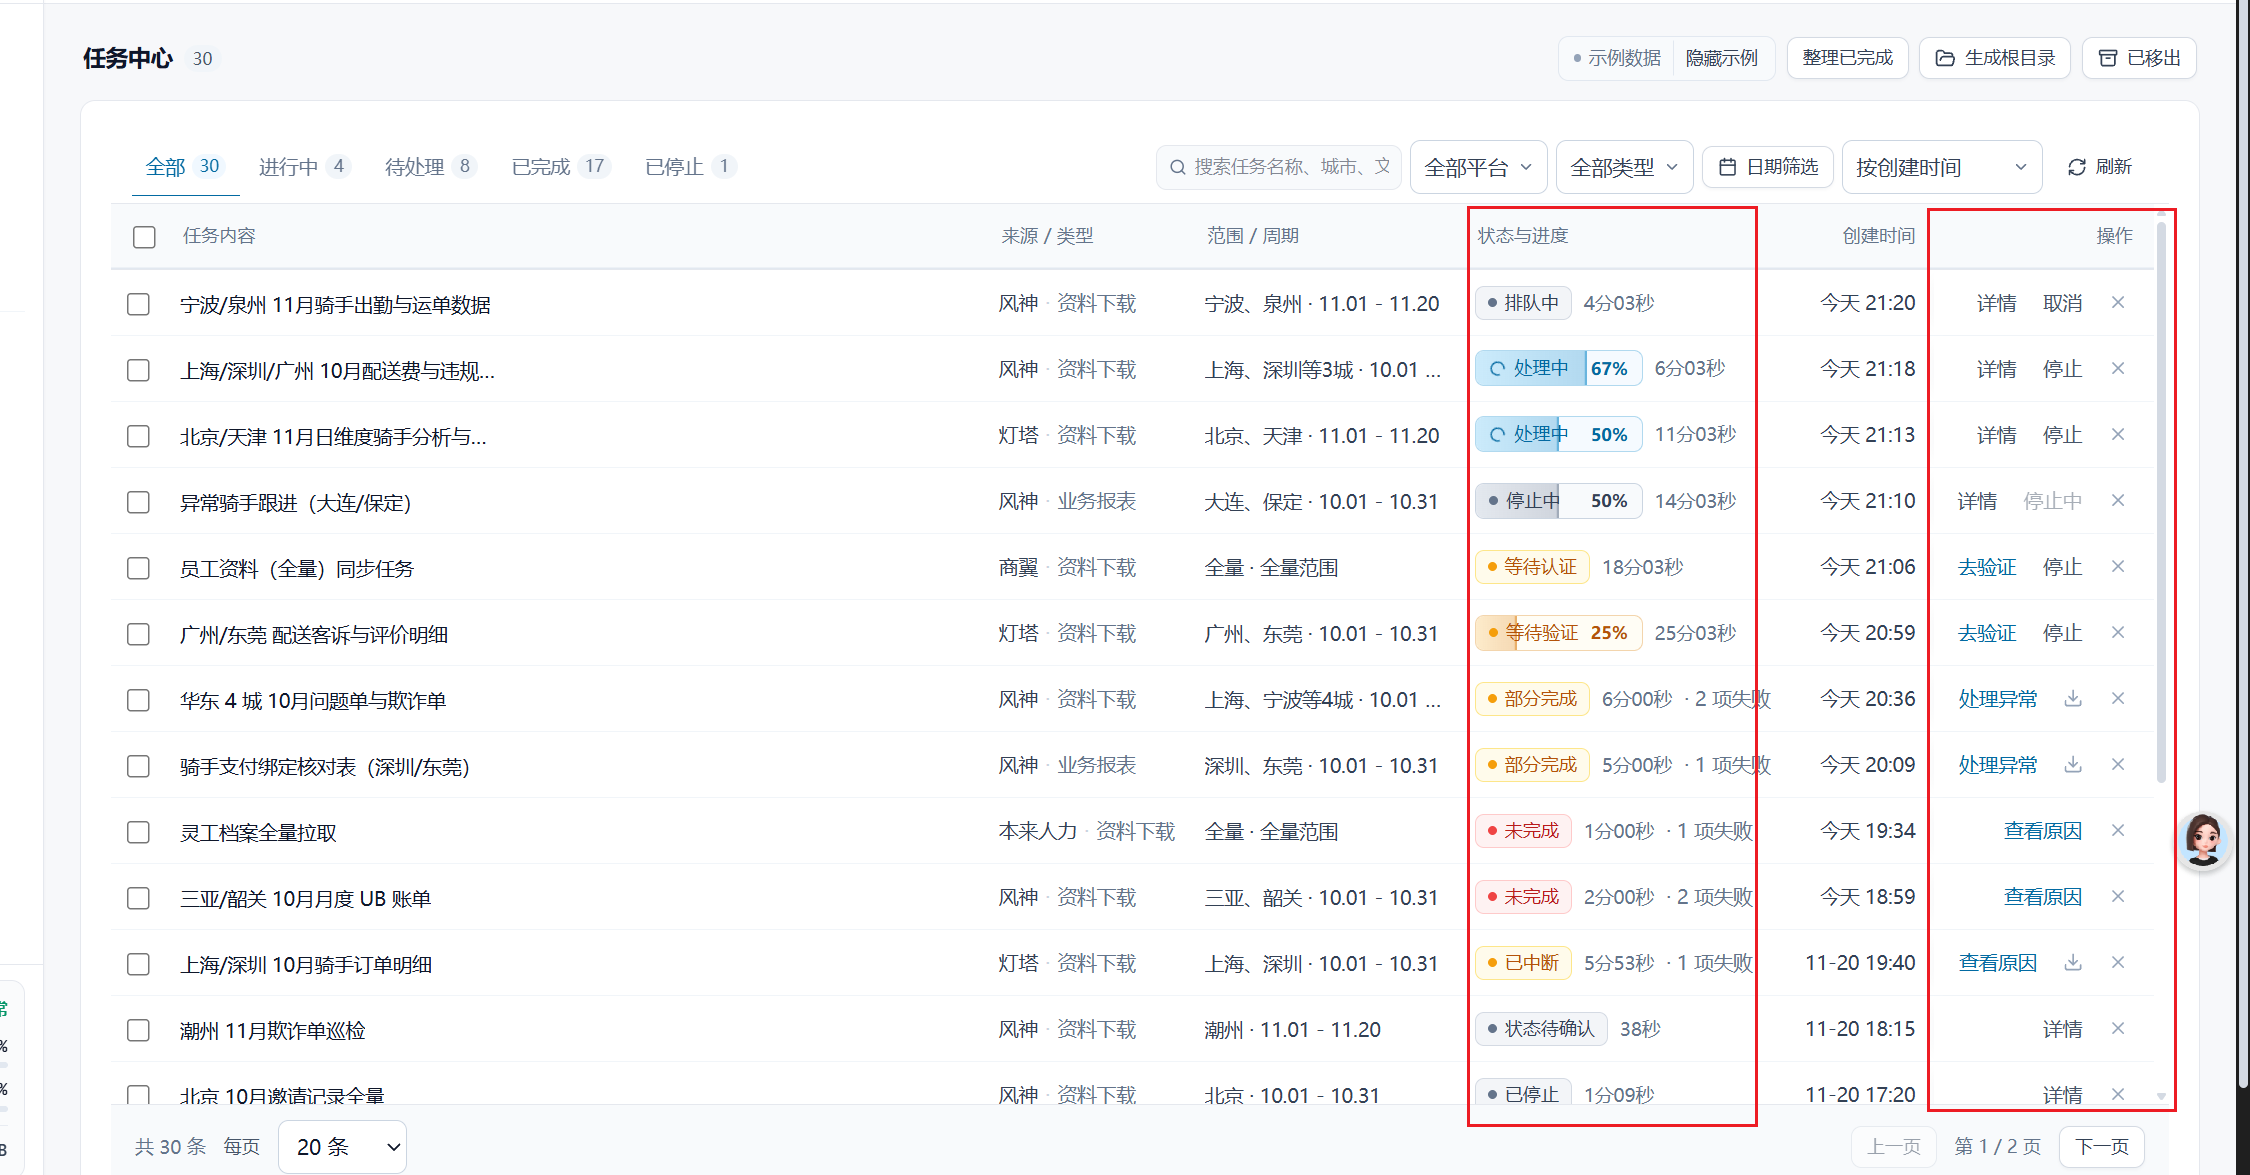 任务中心 30
示例数据 隐藏示例 整理已完成 生成根目录 已移出
全部 30 进行中 4 待处理 8 已完成 17 已停止 1
搜索任务名称、城市、文 全部平台 全部类型 日期筛选 按创建时间 刷新
任务内容 来源 / 类型 范围 / 周期 状态与进度 创建时间 操作
宁波/泉州 11月骑手出勤与运单数据 风神 · 资料下载 宁波、泉州 · 11.01 - 11.20 排队中 4分03秒 今天 21:20 详情 取消 ×
上海/深圳/广州 10月配送费与违规... 风神 · 资料下载 上海、深圳等3城 · 10.01 ... 处理中 67% 6分03秒 今天 21:18 详情 停止 ×
北京/天津 11月日维度骑手分析与... 灯塔 · 资料下载 北京、天津 · 11.01 - 11.20 处理中 50% 11分03秒 今天 21:13 详情 停止 ×
异常骑手跟进（大连/保定） 风神 · 业务报表 大连、保定 · 10.01 - 10.31 停止中 50% 14分03秒 今天 21:10 详情 停止中 ×
员工资料（全量）同步任务 商翼 · 资料下载 全量 · 全量范围 等待认证 18分03秒 今天 21:06 去验证 停止 ×
广州/东莞 配送客诉与评价明细 灯塔 · 资料下载 广州、东莞 · 10.01 - 10.31 等待验证 25% 25分03秒 今天 20:59 去验证 停止 ×
华东 4 城 10月问题单与欺诈单 风神 · 资料下载 上海、宁波等4城 · 10.01 ... 部分完成 6分00秒 · 2 项失败 今天 20:36 处理异常 ×
骑手支付绑定核对表（深圳/东莞） 风神 · 业务报表 深圳、东莞 · 10.01 - 10.31 部分完成 5分00秒 · 1 项失败 今天 20:09 处理异常 ×
灵工档案全量拉取 本来人力 · 资料下载 全量 · 全量范围 未完成 1分00秒 · 1 项失败 今天 19:34 查看原因 ×
三亚/韶关 10月月度 UB 账单 风神 · 资料下载 三亚、韶关 · 10.01 - 10.31 未完成 2分00秒 · 2 项失败 今天 18:59 查看原因 ×
上海/深圳 10月骑手订单明细 灯塔 · 资料下载 上海、深圳 · 10.01 - 10.31 已中断 5分53秒 · 1 项失败 11-20 19:40 查看原因 ×
潮州 11月欺诈单巡检 风神 · 资料下载 潮州 · 11.01 - 11.20 状态待确认 38秒 11-20 18:15 详情 ×
北京 10月邀请记录全量 风神 · 资料下载 北京 · 10.01 - 10.31 已停止 1分09秒 11-20 17:20 详情 ×
常
%
%
B
共 30 条 每页 20 条 上一页 第 1 / 2 页 下一页